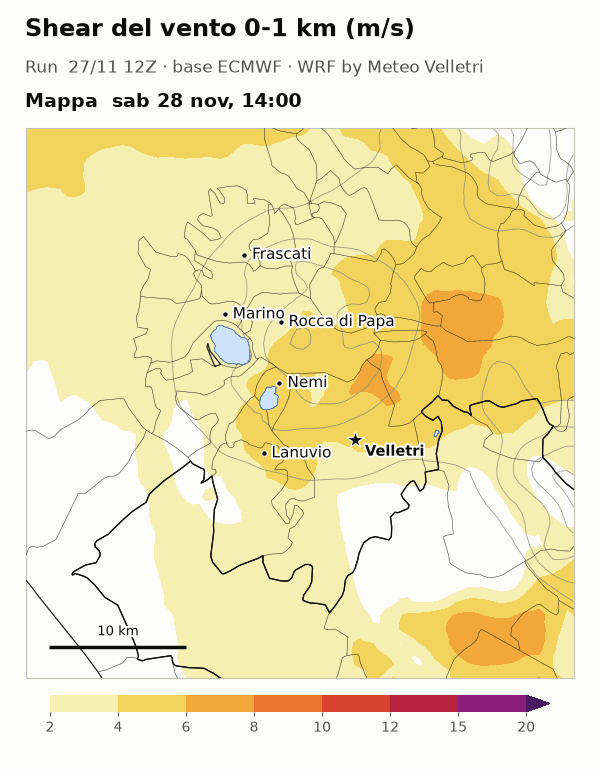 Shear del vento 0-1 km (m/s)
Run  27/11 12Z · base ECMWF · WRF by Meteo Velletri
Mappa  sab 28 nov, 14:00
Frascati
Marino
Rocca di Papa
Nemi
Velletri
Lanuvio
10 km
2 4 6 8 10 12 15 20